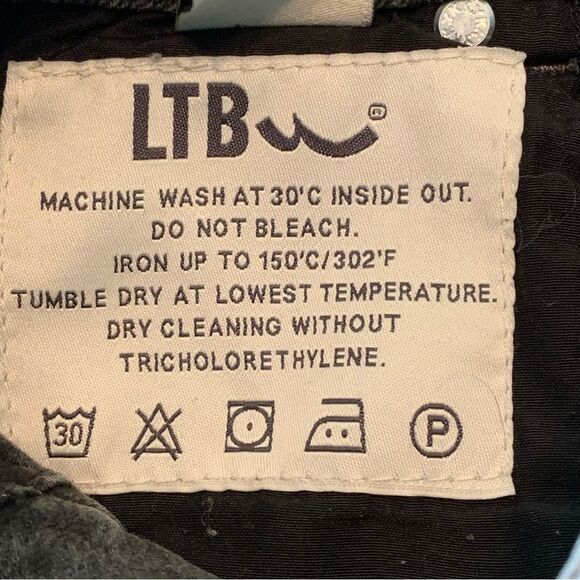 LTB ®
MACHINE WASH AT 30'C INSIDE OUT.
DO NOT BLEACH.
IRON UP TO 150'C/302'F
TUMBLE DRY AT LOWEST TEMPERATURE.
DRY CLEANING WITHOUT
TRICHOLORETHYLENE.
30 P